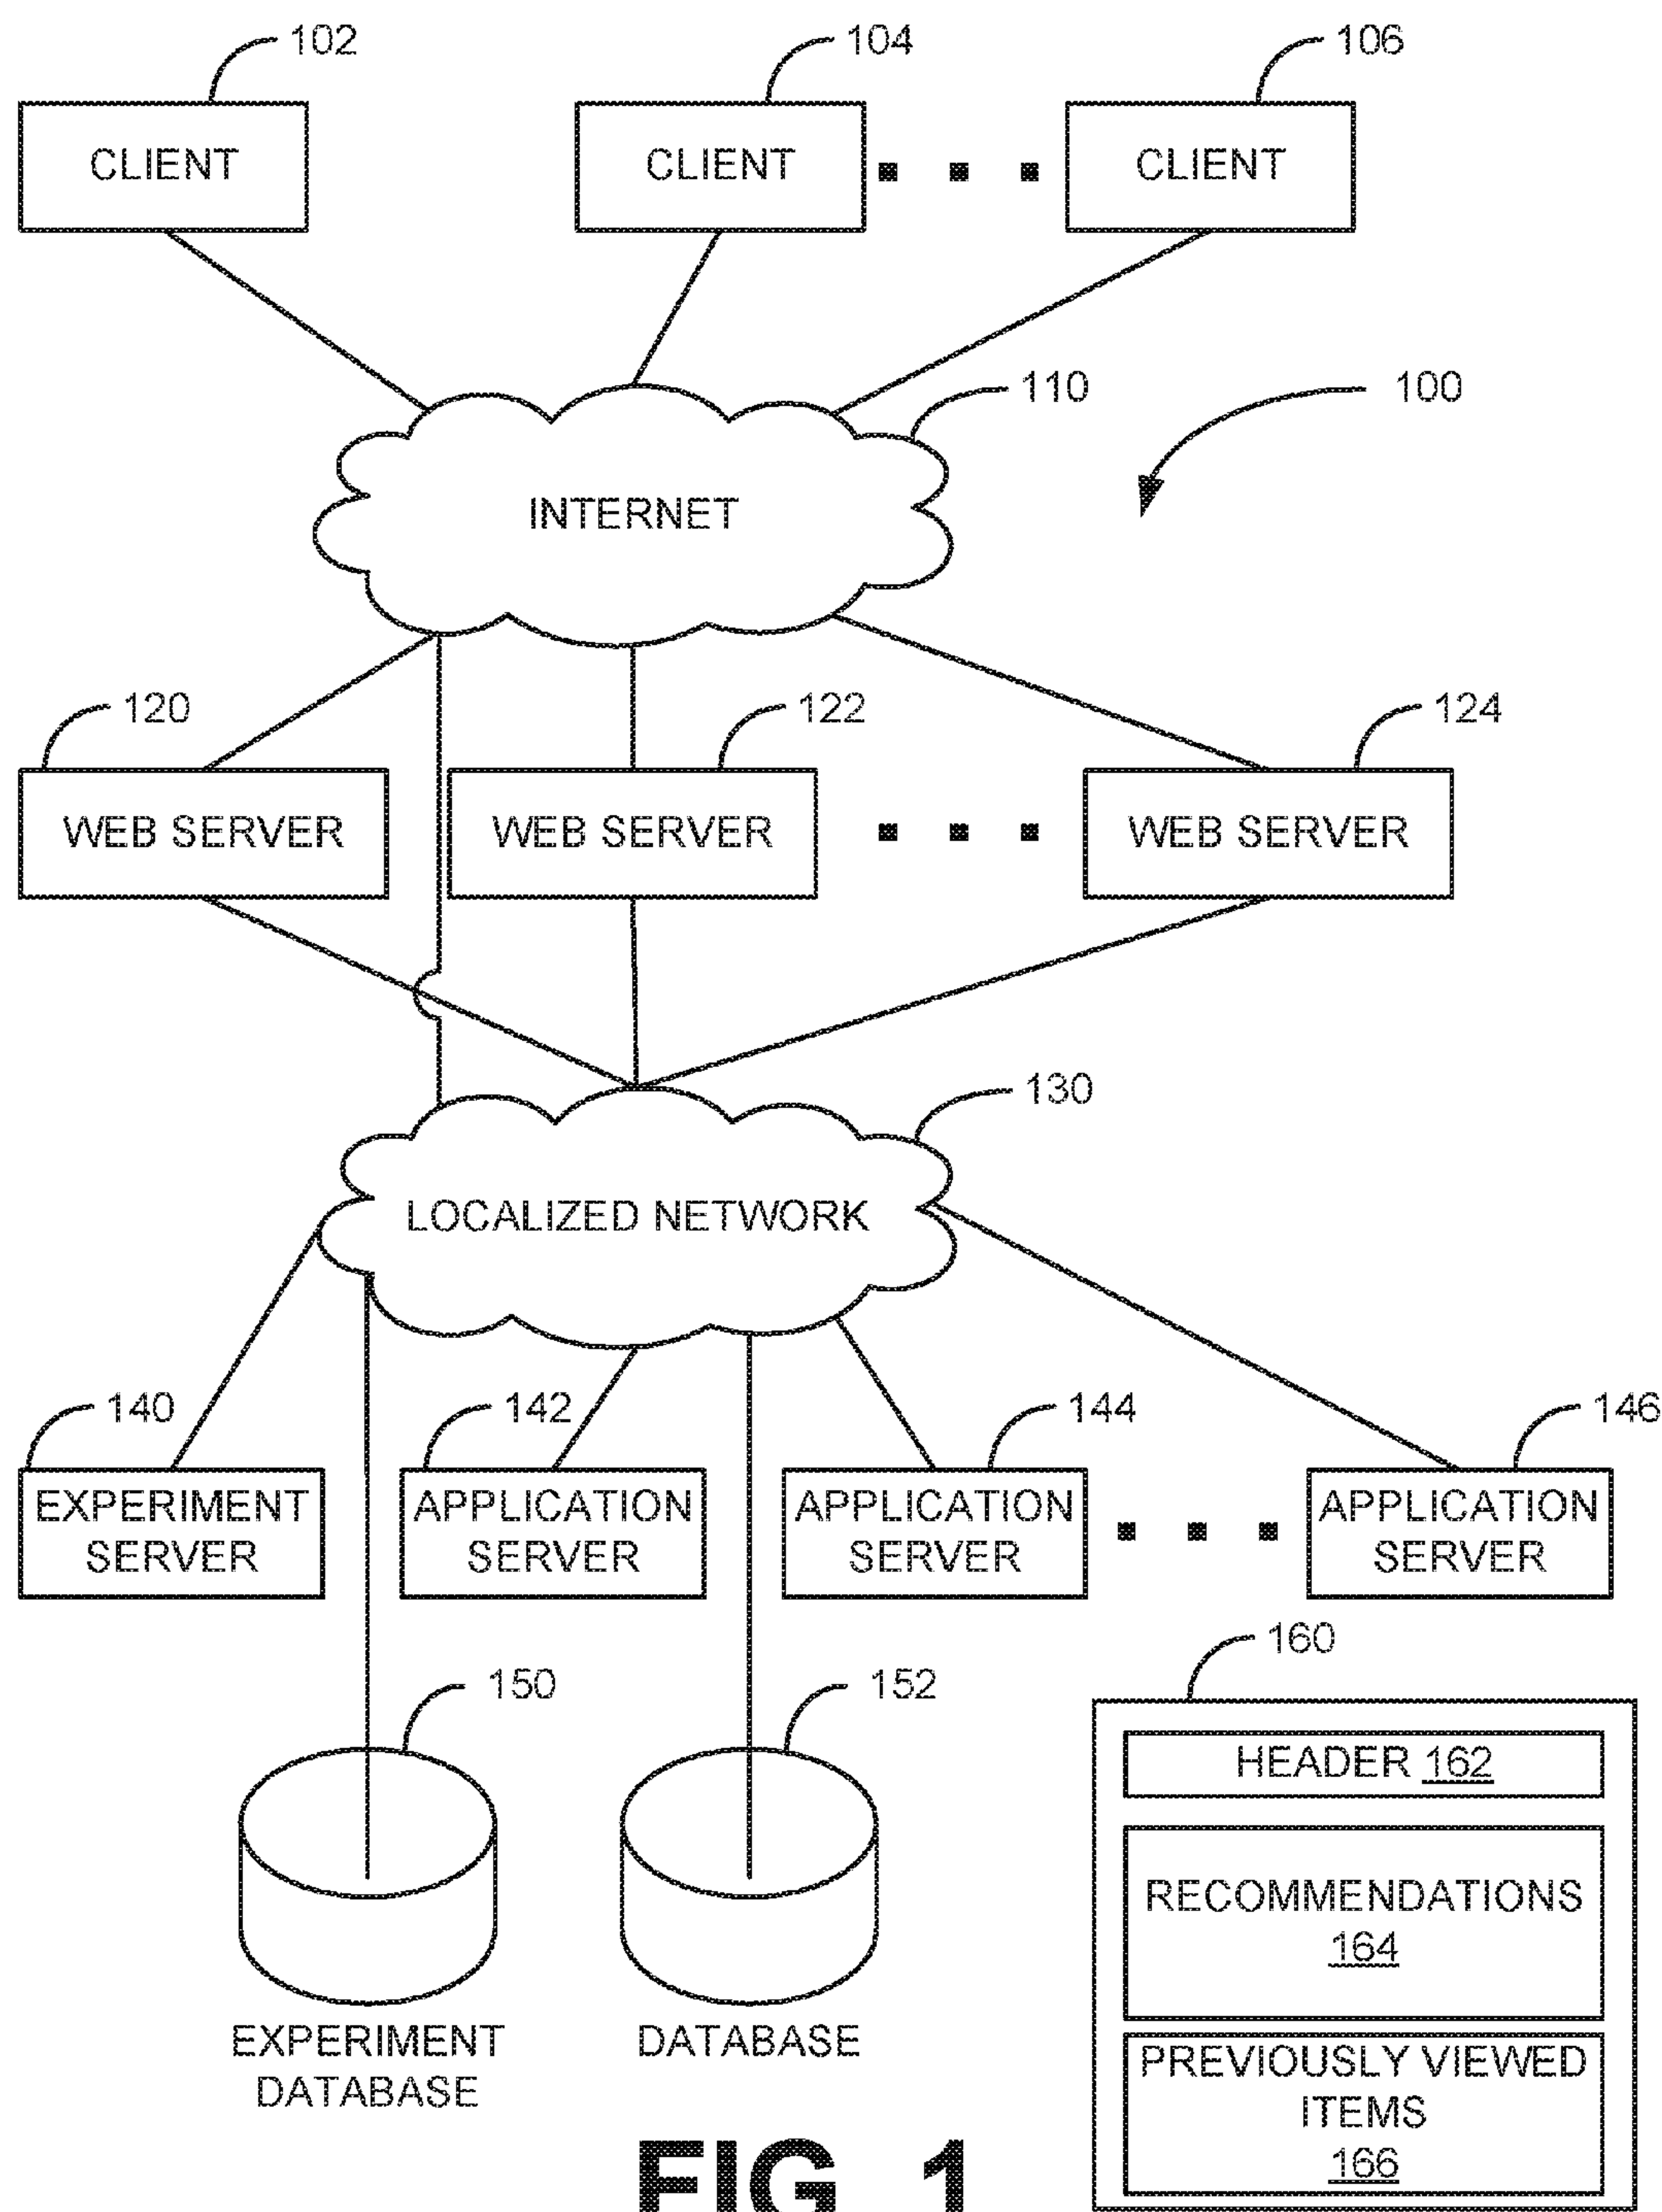 102
104
106
CLIENT
CLIENT
CLIENT
110
100
INTERNET
120
122
124
WEB SERVER
WEB SERVER
WEB SERVER
130
LOCALIZED NETWORK
140
142
144
146
EXPERIMENT
SERVER
APPLICATION
SERVER
APPLICATION
SERVER
APPLICATION
SERVER
150
152
160
HEADER 162
RECOMMENDATIONS
164
PREVIOUSLY VIEWED
ITEMS
166
EXPERIMENT
DATABASE
DATABASE
FIG. 1